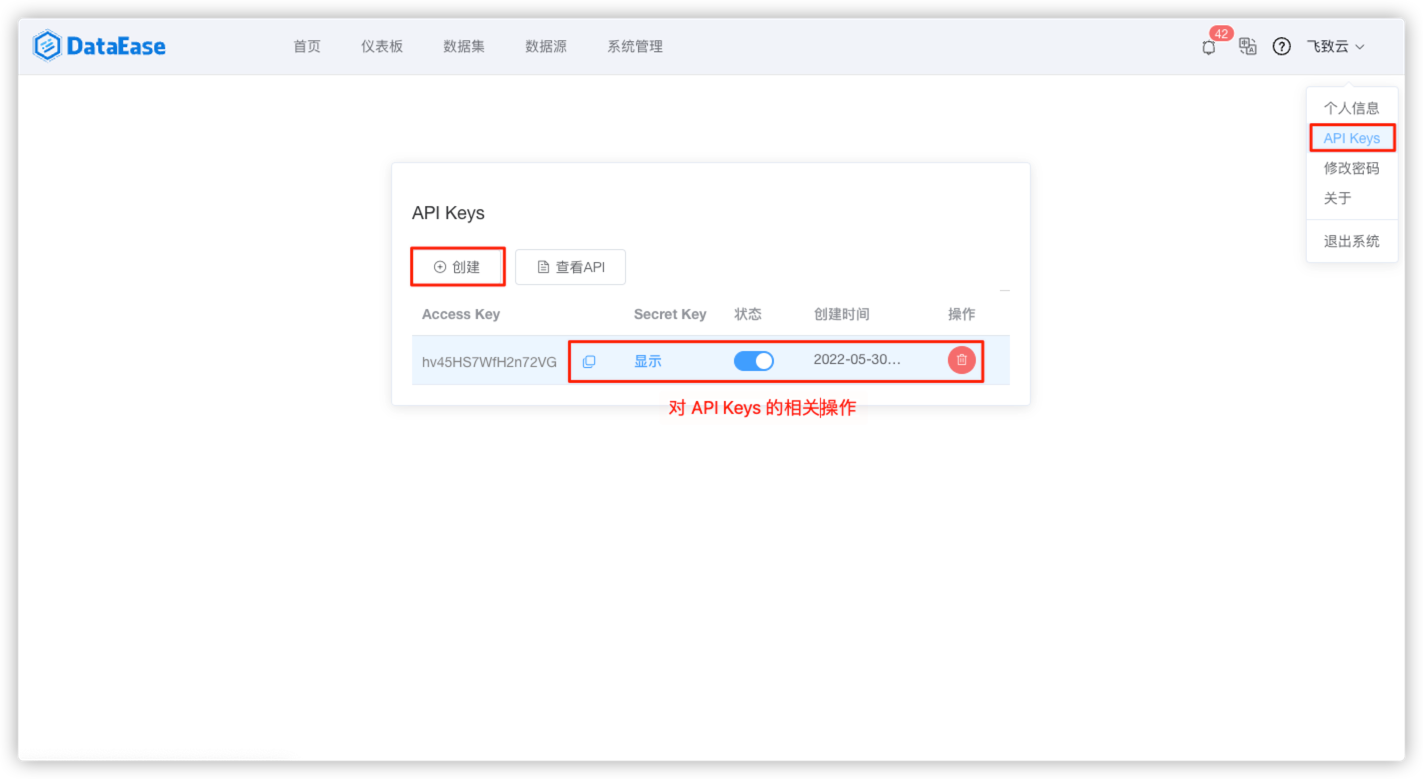 DataEase 首页 仪表板 数据集 数据源 系统管理 42 飞致云
个人信息
API Keys
修改密码
关于
退出系统
API Keys
创建 查看API
Access Key Secret Key 状态 创建时间 操作
hv45HS7WfH2n72VG 显示 2022-05-30...
对 API Keys 的相关操作